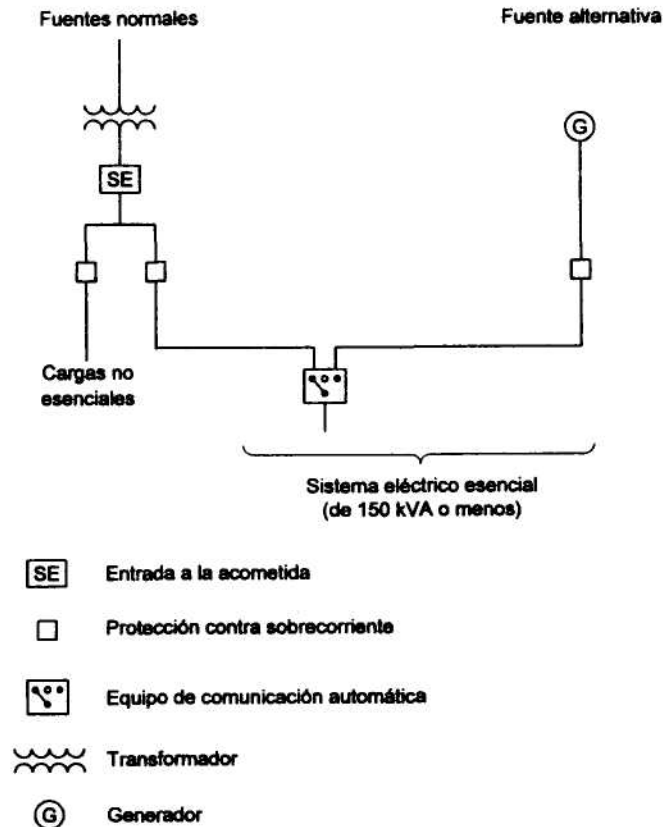 Fuentes normales
Fuente alternativa
G
SE
Cargas no
esenciales
Sistema eléctrico esencial
(de 150 kVA o menos)
SE Entrada a la acometida
Protección contra sobrecorriente
Equipo de comunicación automática
Transformador
G Generador